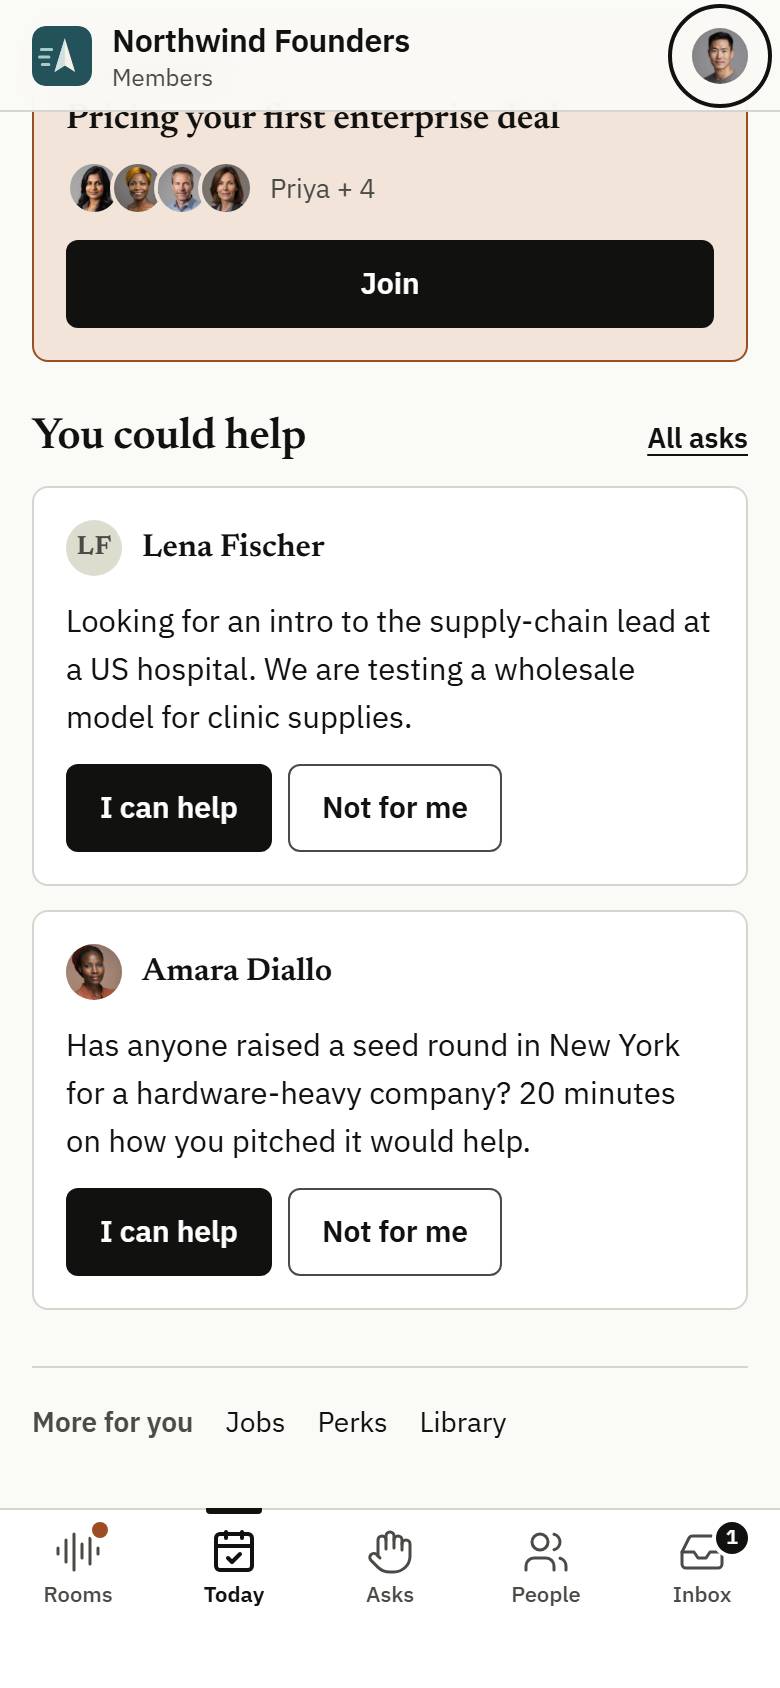 Northwind Founders
Members
Pricing your first enterprise deal
Priya + 4
Join
You could help
All asks
LF
Lena Fischer
Looking for an intro to the supply-chain lead at
a US hospital. We are testing a wholesale
model for clinic supplies.
I can help
Not for me
Amara Diallo
Has anyone raised a seed round in New York
for a hardware-heavy company? 20 minutes
on how you pitched it would help.
I can help
Not for me
More for you
Jobs
Perks
Library
1
Rooms
Today
Asks
People
Inbox